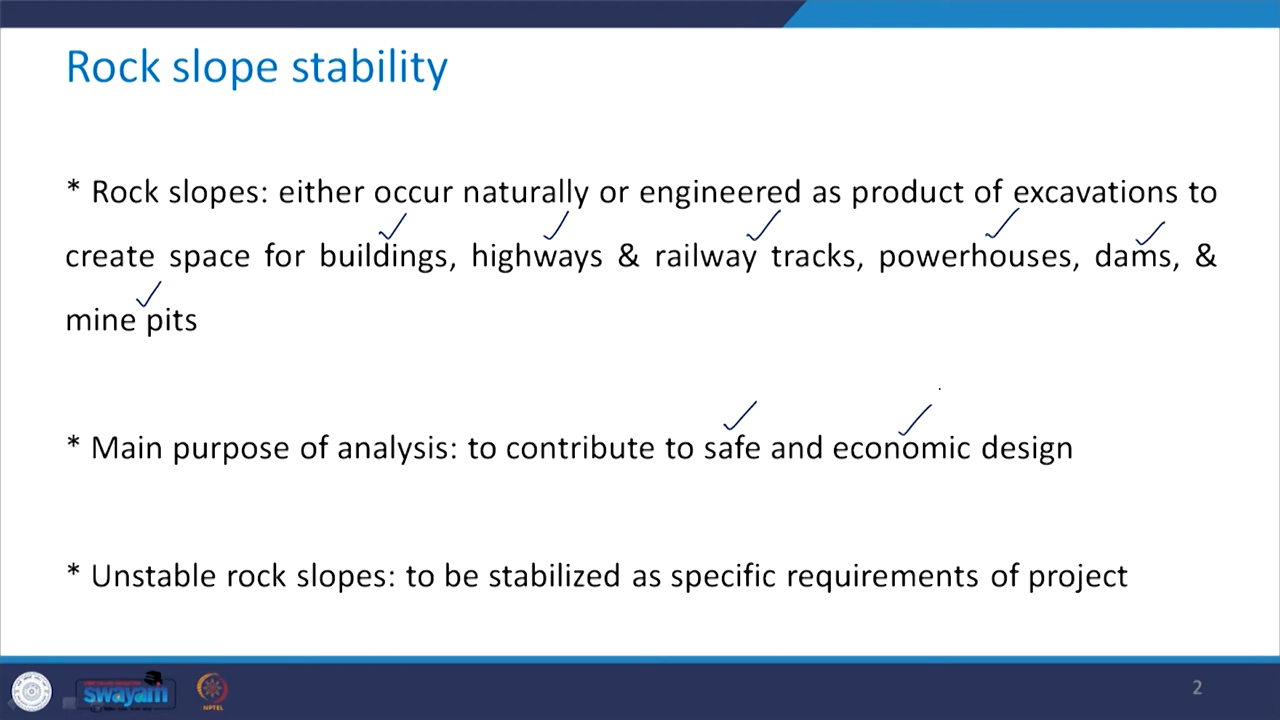 Rock slope stability
* Rock slopes: either occur naturally or engineered as product of excavations to
create space for buildings, highways & railway tracks, powerhouses, dams, &
mine pits
* Main purpose of analysis: to contribute to safe and economic design
* Unstable rock slopes: to be stabilized as specific requirements of project
swayam
NPTEL
2